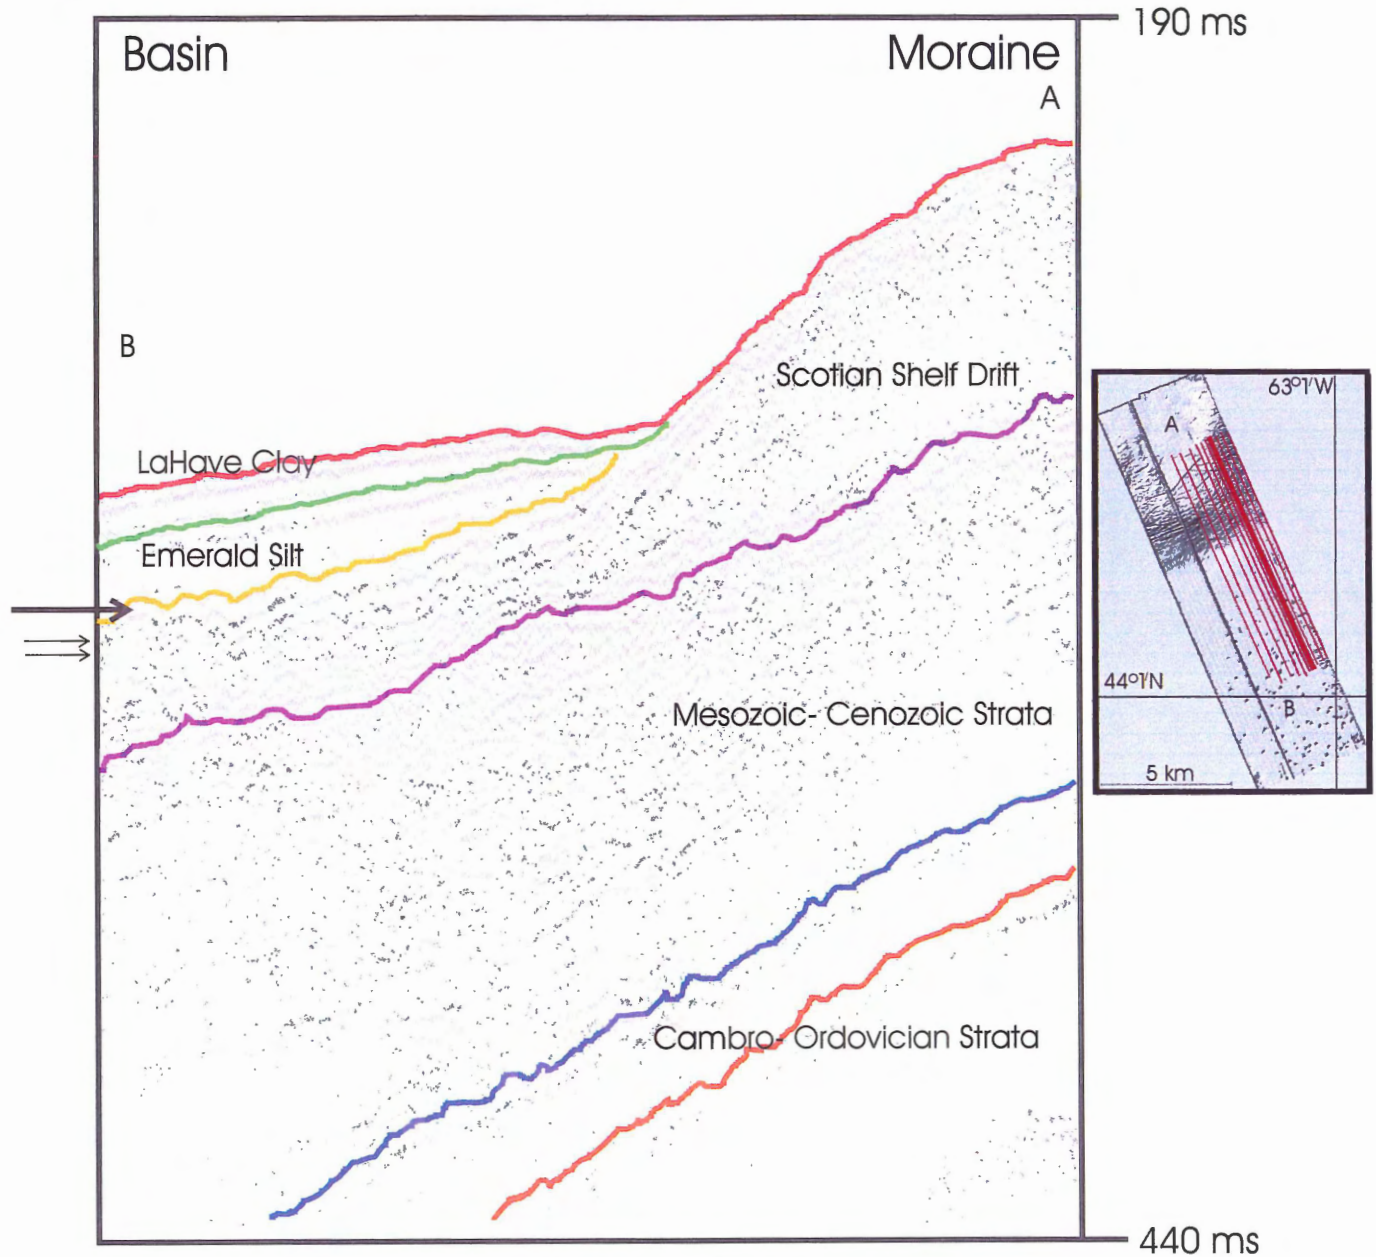 190 ms
Basin
Moraine
A
B
Scotian Shelf Drift
LaHave Clay
Emerald Silt
Mesozoic- Cenozoic Strata
Cambro- Ordovician Strata
440 ms
63°1'W
A
44°1'N
B
5 km